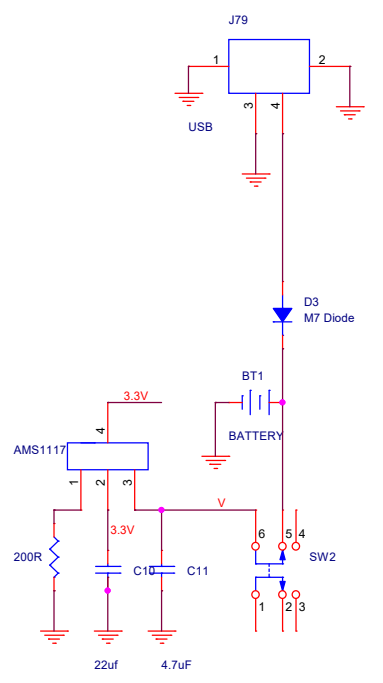 J79
1
2
3
4
USB
D3
M7 Diode
BT1
BATTERY
3.3V
4
AMS1117
1
2
3
3.3V
V
200R
C10
C11
6
5
4
SW2
1
2
3
22uf
4.7uF